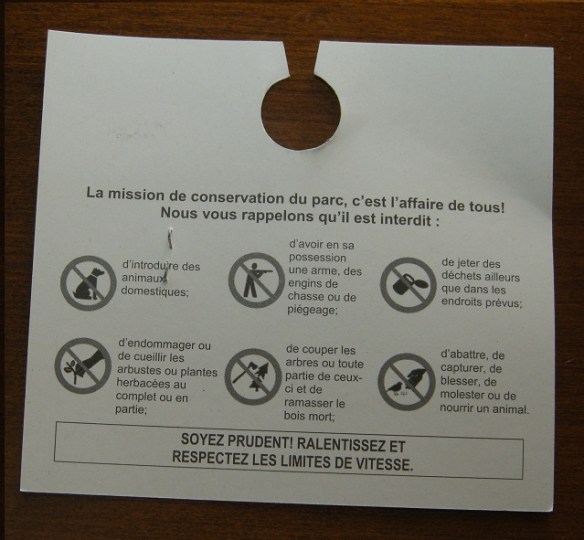 La mission de conservation du parc, c'est l'affaire de tous!
Nous vous rappelons qu'il est interdit :
d'introduire des
animaux
domestiques;
d'avoir en sa
possession
une arme, des
engins de
chasse ou de
piégeage;
de jeter des
déchets ailleurs
que dans les
endroits prévus;
d'endommager ou
de cueillir les
arbustes ou plantes
herbacées au
complet ou en
partie;
de couper les
arbres ou toute
partie de ceux-
ci et de
ramasser le
bois mort;
d'abattre, de
capturer, de
blesser, de
molester ou de
nourrir un animal.
SOYEZ PRUDENT! RALENTISSEZ ET
RESPECTEZ LES LIMITES DE VITESSE.